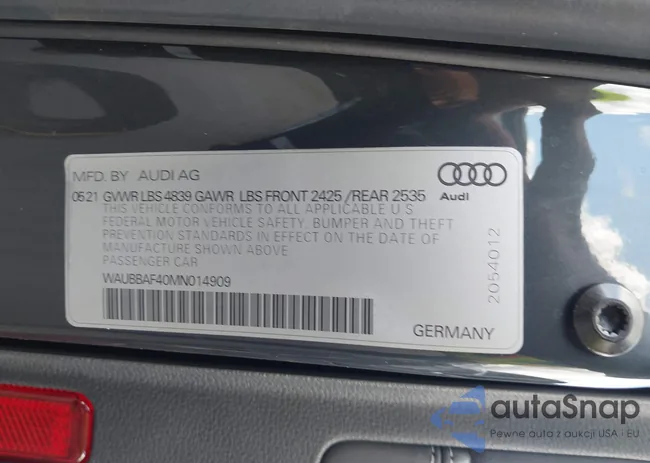 MFD. BY AUDI AG
05 21 GVWR LBS 4839 GAWR LBS FRONT 2425 /REAR 2535
Audi
THIS VEHICLE CONFORMS TO ALL APPLICABLE U S
FEDERAL MOTOR VEHICLE SAFETY, BUMPER AND THEFT
PREVENTION STANDARDS IN EFFECT ON THE DATE OF
MANUFACTURE SHOWN ABOVE
PASSENGER CAR
WAUBBAF40MN014909
2054012
GERMANY
autaSnap
Pewne auta z aukcji USA · EU